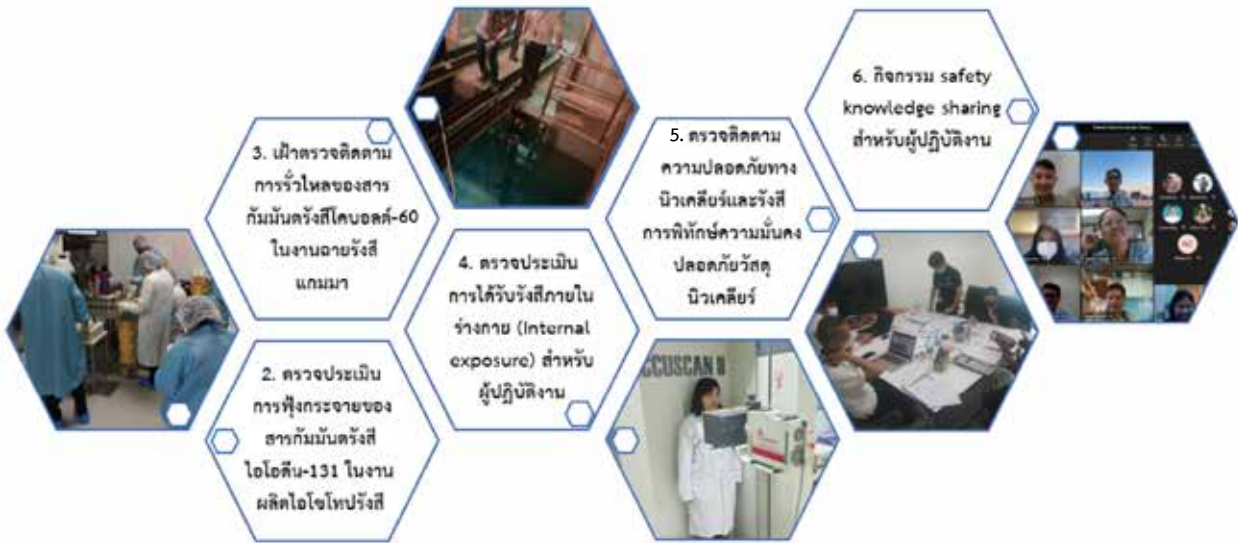 6. กิจกรรม safety
knowledge sharing
สำหรับผู้ปฏิบัติงาน
3. เฝ้าตรวจติดตาม
การรั่วไหลของสาร
กัมมันตรังสีโคบอลต์-60
ในงานฉายรังสี
แกมมา
5. ตรวจติดตาม
ความปลอดภัยทาง
นิวเคลียร์และรังสี
การพิทักษ์ความมั่นคง
ปลอดภัยวัสดุ
นิวเคลียร์
4. ตรวจประเมิน
การได้รับรังสีภายใน
ร่างกาย (Internal
exposure) สำหรับ
ผู้ปฏิบัติงาน
2. ตรวจประเมิน
การฟุ้งกระจายของ
สารกัมมันตรังสี
ไอโอดีน-131 ในงาน
ผลิตไอโซโทปรังสี
CCUSCAN II